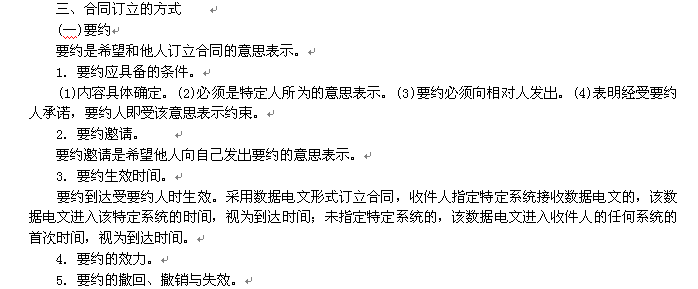 三、合同订立的方式
(一)要约
要约是希望和他人订立合同的意思表示。
1. 要约应具备的条件。
(1)内容具体确定。(2)必须是特定人所为的意思表示。(3)要约必须向相对人发出。(4)表明经受要约
人承诺，要约人即受该意思表示约束。
2. 要约邀请。
要约邀请是希望他人向自己发出要约的意思表示。
3. 要约生效时间。
要约到达受要约人时生效。采用数据电文形式订立合同，收件人指定特定系统接收数据电文的，该数
据电文进入该特定系统的时间，视为到达时间；未指定特定系统的，该数据电文进入收件人的任何系统的
首次时间，视为到达时间。
4. 要约的效力。
5. 要约的撤回、撤销与失效。